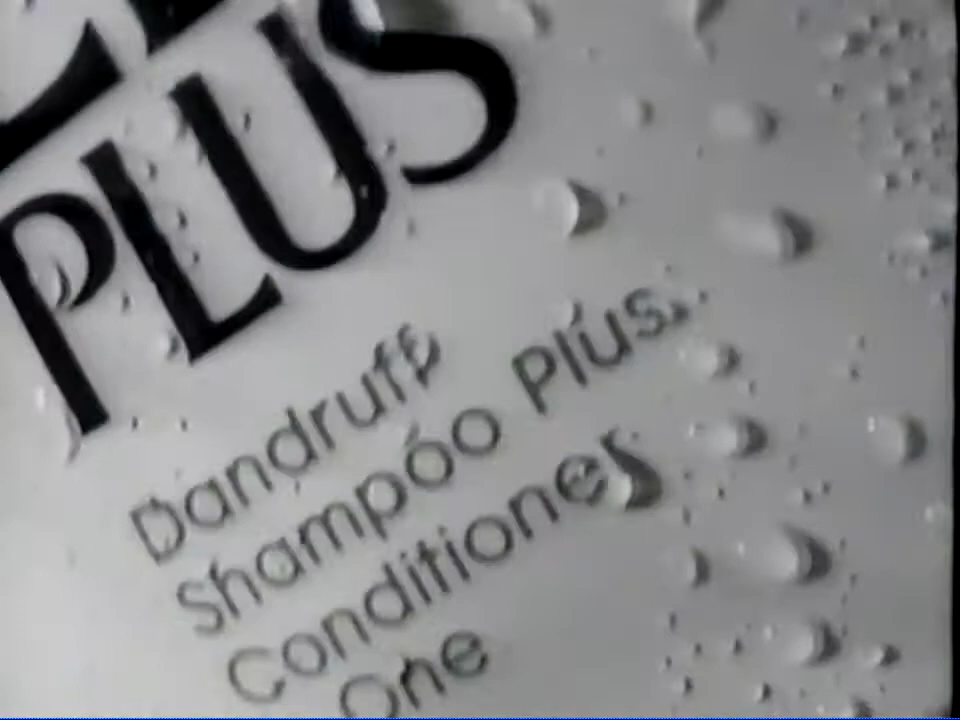 PLUS
Dandruff
Shampoo Plus
Conditioner
One